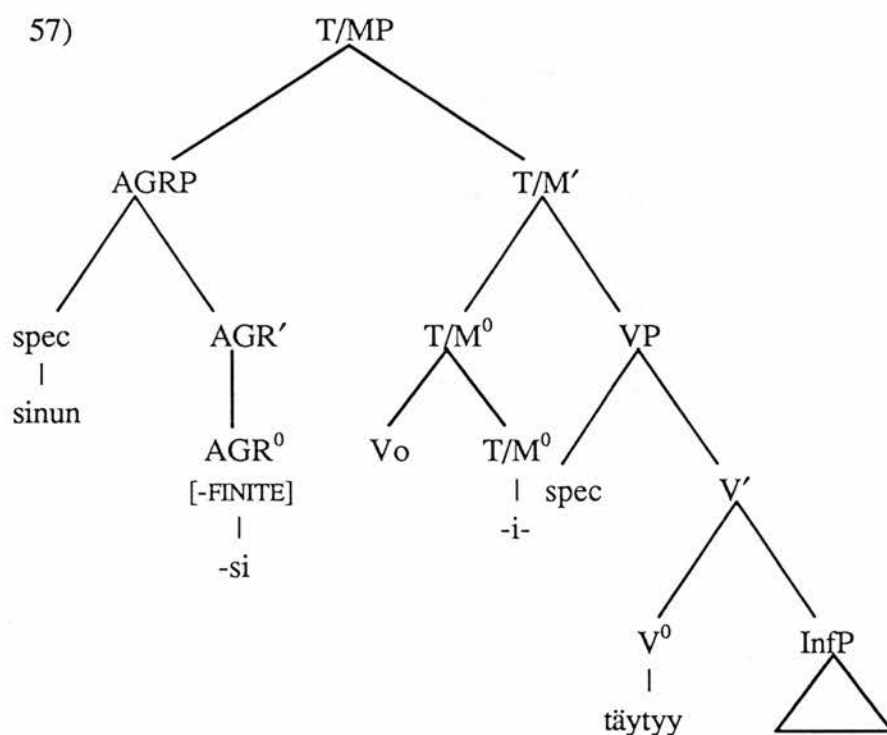 57) T/MP
AGRP T/M′
spec AGR′ T/M⁰ VP
sinun AGR⁰ Vo T/M⁰ spec V′
[-FINITE] -i-
-si
V⁰ InfP
täytyy